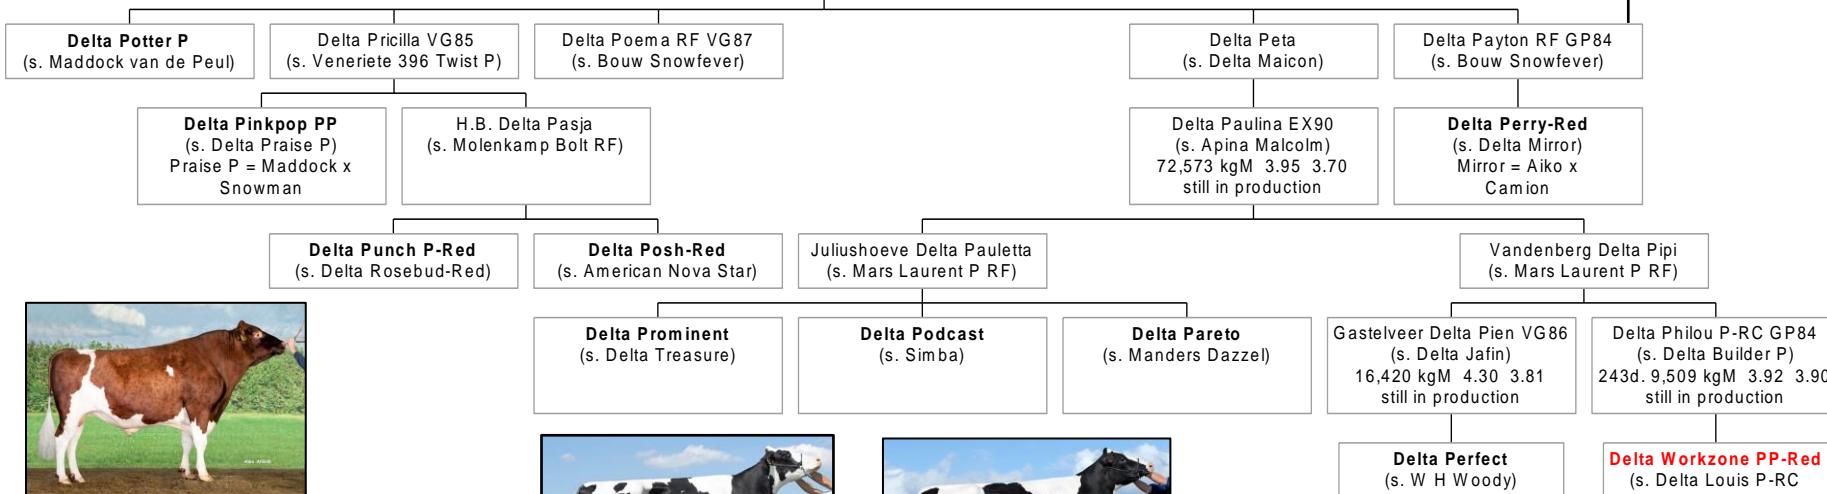 Delta Potter P
(s. Maddock van de Peul)
Delta Pricilla VG85
(s. Veneriete 396 Twist P)
Delta Poema RF VG87
(s. Bouw Snowfever)
Delta Peta
(s. Delta Maicon)
Delta Payton RF GP84
(s. Bouw Snowfever)
Delta Pinkpop PP
(s. Delta Praise P)
Praise P = Maddock x
Snowman
H.B. Delta Pasja
(s. Molenkamp Bolt RF)
Delta Paulina EX90
(s. Apina Malcolm)
72,573 kgM 3.95 3.70
still in production
Delta Perry-Red
(s. Delta Mirror)
Mirror = Aiko x
Camion
Delta Punch P-Red
(s. Delta Rosebud-Red)
Delta Posh-Red
(s. American Nova Star)
Juliushoeve Delta Pauletta
(s. Mars Laurent P RF)
Vandenberg Delta Pipi
(s. Mars Laurent P RF)
Delta Prominent
(s. Delta Treasure)
Delta Podcast
(s. Simba)
Delta Pareto
(s. Manders Dazzel)
Gastelveer Delta Pien VG86
(s. Delta Jafin)
16,420 kgM 4.30 3.81
still in production
Delta Philou P-RC GP84
(s. Delta Builder P)
243d. 9,509 kgM 3.92 3.90
still in production
Delta Perfect
(s. W H Woody)
Delta Workzone PP-Red
(s. Delta Louis P-RC